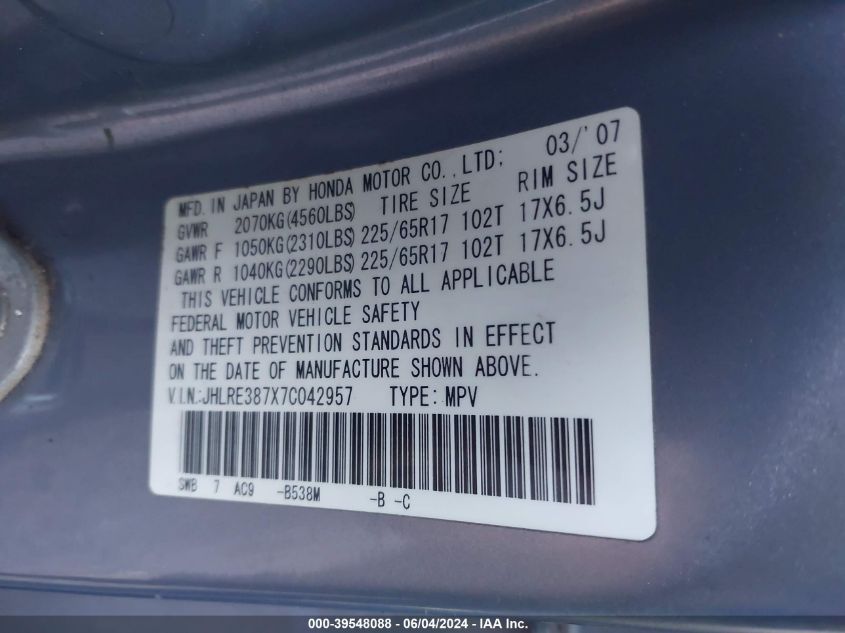 03/'07
MFD. IN JAPAN BY HONDA MOTOR CO., LTD;
GVWR 2070KG(4560LBS) TIRE SIZE RIM SIZE
GAWR F 1050KG(2310LBS) 225/65R17 102T 17X6.5J
GAWR R 1040KG(2290LBS) 225/65R17 102T 17X6.5J
THIS VEHICLE CONFORMS TO ALL APPLICABLE
FEDERAL MOTOR VEHICLE SAFETY
AND THEFT PREVENTION STANDARDS IN EFFECT
ON THE DATE OF MANUFACTURE SHOWN ABOVE.
V.I.N.:JHLRE387X7C042957 TYPE: MPV
SWB 7 AC9 -B538M -B -C
000-39548088 - 06/04/2024 - IAAI.com.